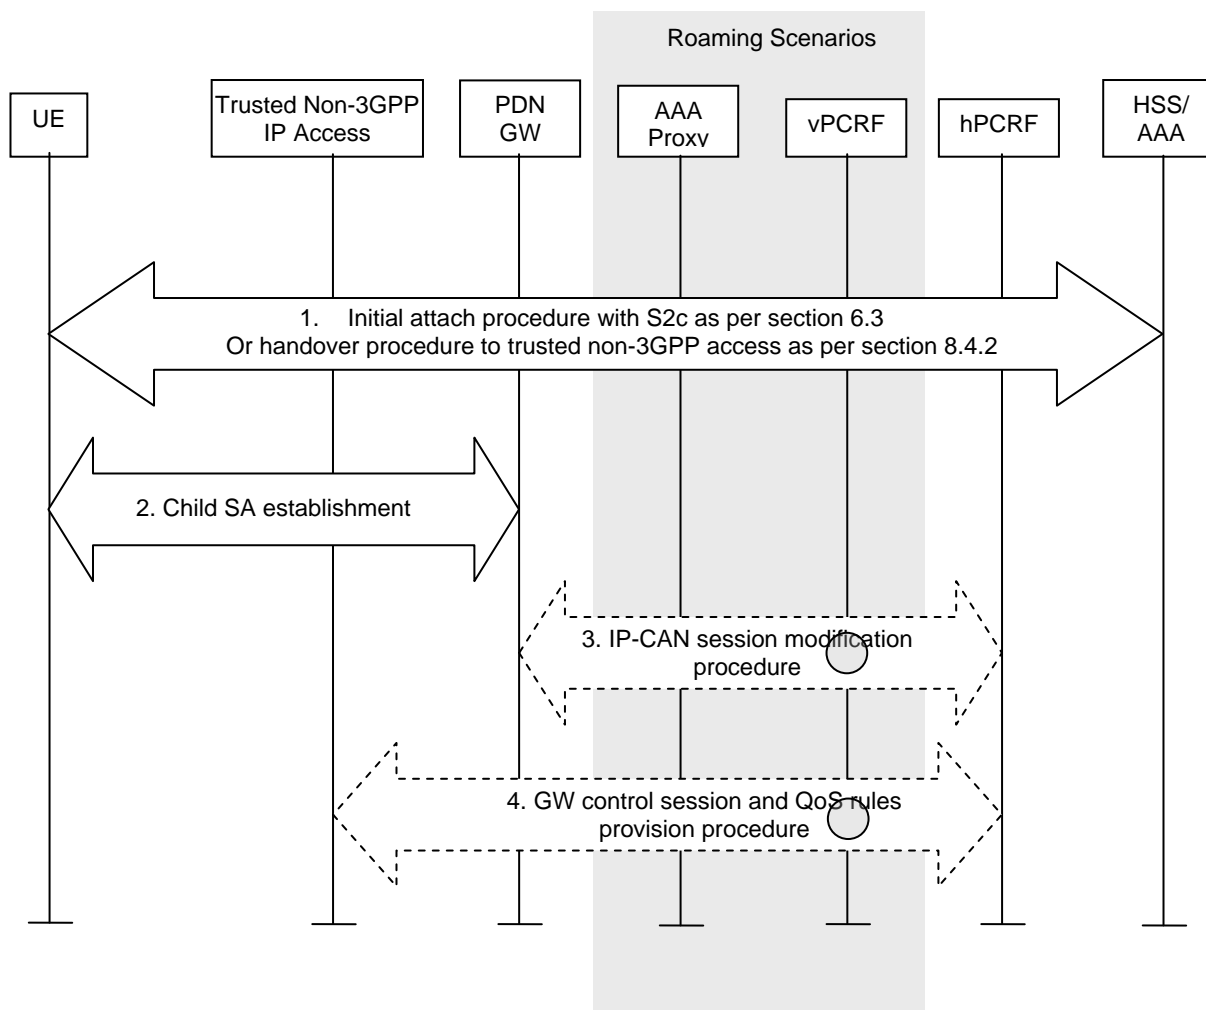 Roaming Scenarios
UE
Trusted Non-3GPP
IP Access
PDN
GW
AAA
Proxy
vPCRF
hPCRF
HSS/
AAA
1. Initial attach procedure with S2c as per section 6.3
Or handover procedure to trusted non-3GPP access as per section 8.4.2
2. Child SA establishment
3. IP-CAN session modification
procedure
4. GW control session and QoS rules
provision procedure